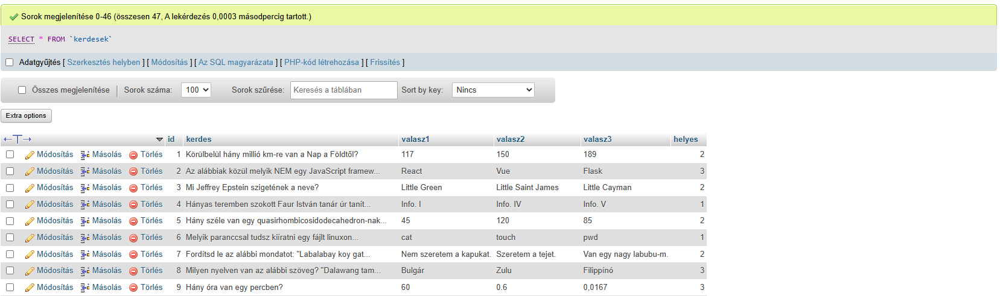 Sorok megjelenítése 0-46 (összesen 47, A lekérdezés 0,0003 másodpercig tartott.)
SELECT * FROM `kerdesek`
Adatgyűjtés [ Szerkesztés helyben ] [ Módosítás ] [ Az SQL magyarázata ] [ PHP-kód létrehozása ] [ Frissítés ]
Összes megjelenítése Sorok száma: 100 Sorok szűrése: Keresés a táblában Sort by key: Nincs
Extra options
id kerdes valasz1 valasz2 valasz3 helyes
Módosítás Másolás Törlés 1 Körülbelül hány millió km-re van a Nap a Földtől? 117 150 189 2
Módosítás Másolás Törlés 2 Az alábbiak közül melyik NEM egy JavaScript framew... React Vue Flask 3
Módosítás Másolás Törlés 3 Mi Jeffrey Epstein szigetének a neve? Little Green Little Saint James Little Cayman 2
Módosítás Másolás Törlés 4 Hányas teremben szokott Faur István tanár úr tanít... Info. I Info. IV Info. V 1
Módosítás Másolás Törlés 5 Hány széle van egy quasirhombicosidodecahedron-nak... 45 120 85 2
Módosítás Másolás Törlés 6 Melyik paranccsal tudsz kiíratni egy fájlt linuxon... cat touch pwd 1
Módosítás Másolás Törlés 7 Fordítsd le az alábbi mondatot: "Labalabay koy gat... Nem szeretem a kapukat. Szeretem a tejet. Van egy nagy labubu-m. 2
Módosítás Másolás Törlés 8 Milyen nyelven van az alábbi szöveg? "Dalawang tam... Bulgár Zulu Filippínó 3
Módosítás Másolás Törlés 9 Hány óra van egy percben? 60 0.6 0,0167 3